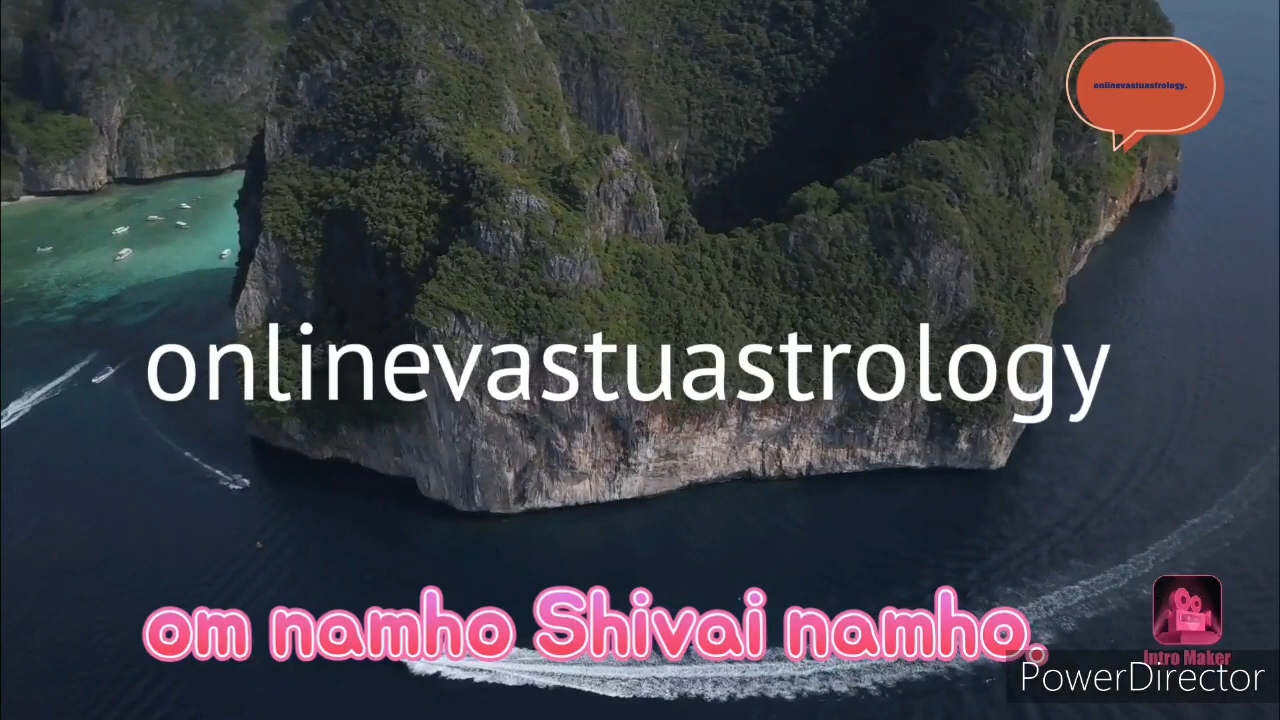 onlinevastuastrology.
onlinevastuastrology
om namho Shivai namho.
Intro Maker
PowerDirector